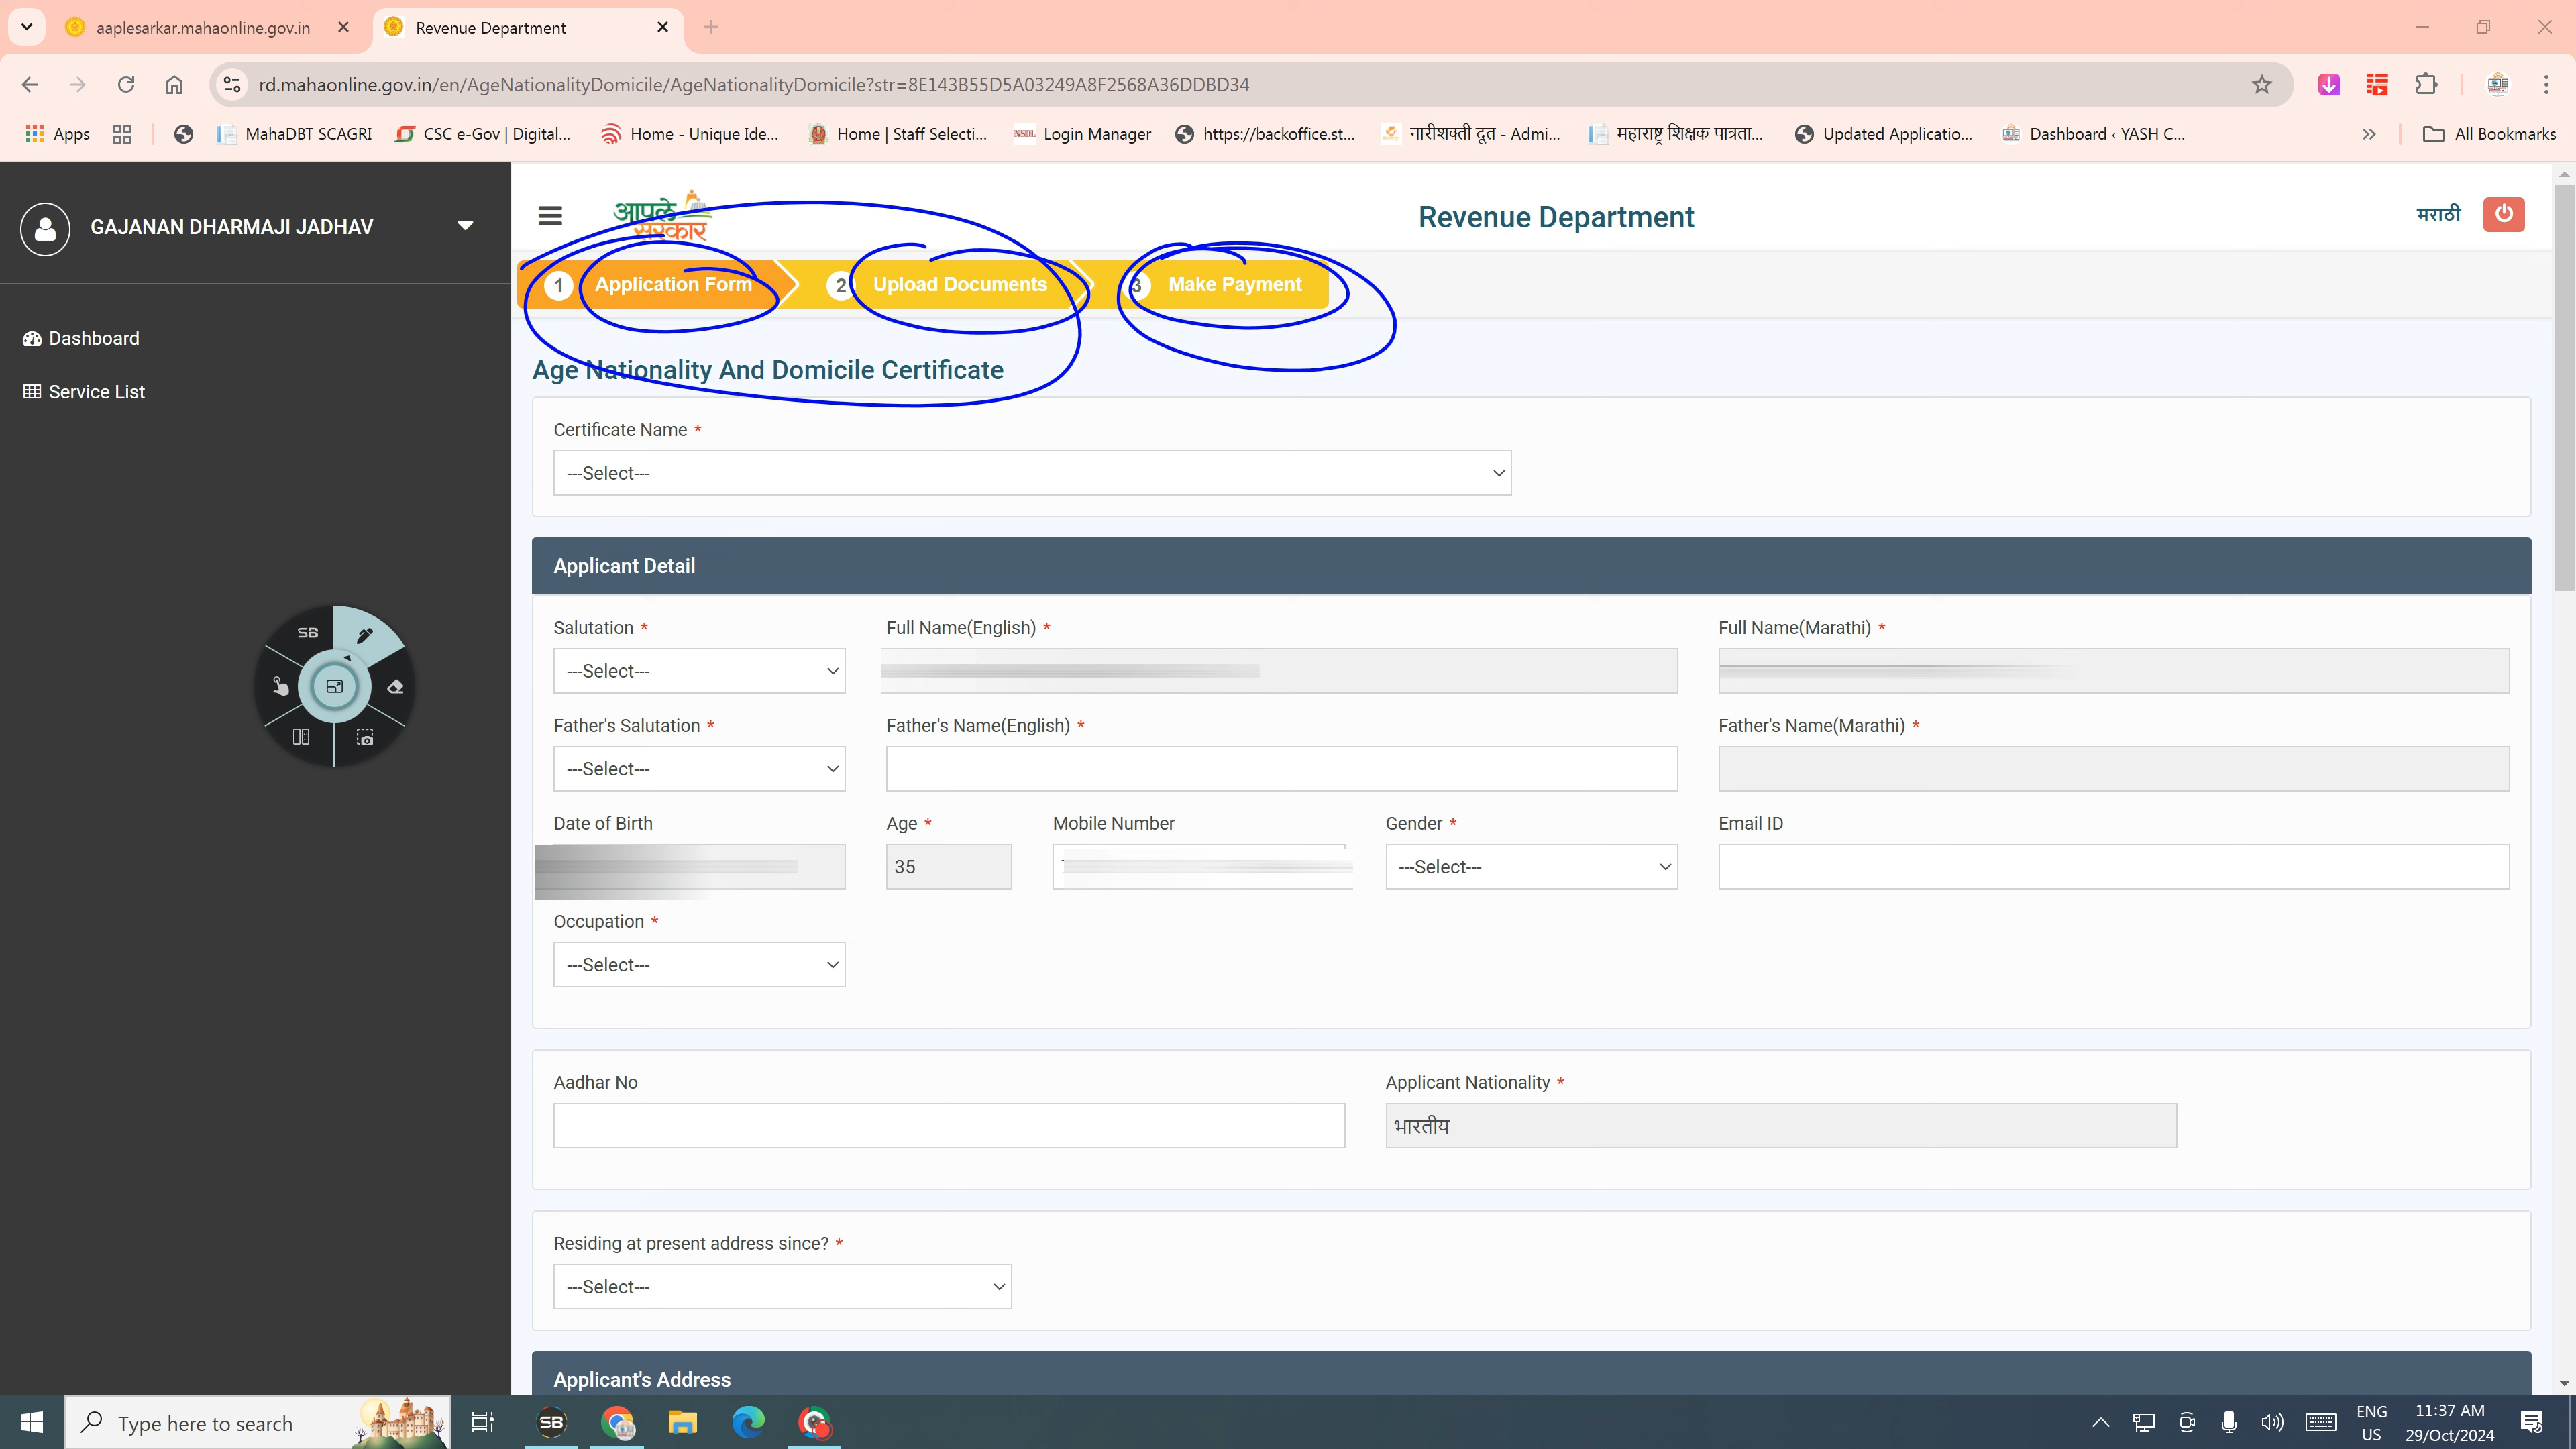 aaplesarkar.mahaonline.gov.in
Revenue Department
rd.mahaonline.gov.in/en/AgeNationalityDomicile/AgeNationalityDomicile?str=8E143B55D5A03249A8F2568A36DDBD34
Apps
MahaDBT SCAGRI
CSC e-Gov | Digital...
Home - Unique Ide...
Home | Staff Selecti...
NSDL Login Manager
https://backoffice.st...
नारीशक्ती दूत - Admi...
महाराष्ट्र शिक्षक पात्रता...
Updated Applicatio...
Dashboard ‹ YASH C...
All Bookmarks
GAJANAN DHARMAJI JADHAV
आपले सरकार
Revenue Department
मराठी
1 Application Form
2 Upload Documents
3 Make Payment
Dashboard
Service List
Age Nationality And Domicile Certificate
Certificate Name *
---Select---
Applicant Detail
Salutation *
Full Name(English) *
Full Name(Marathi) *
---Select---
Father's Salutation *
Father's Name(English) *
Father's Name(Marathi) *
---Select---
Date of Birth
Age *
Mobile Number
Gender *
Email ID
35
---Select---
Occupation *
---Select---
SB
Aadhar No
Applicant Nationality *
भारतीय
Residing at present address since? *
---Select---
Applicant's Address
Type here to search
SB
ENG
US
11:37 AM
29/Oct/2024